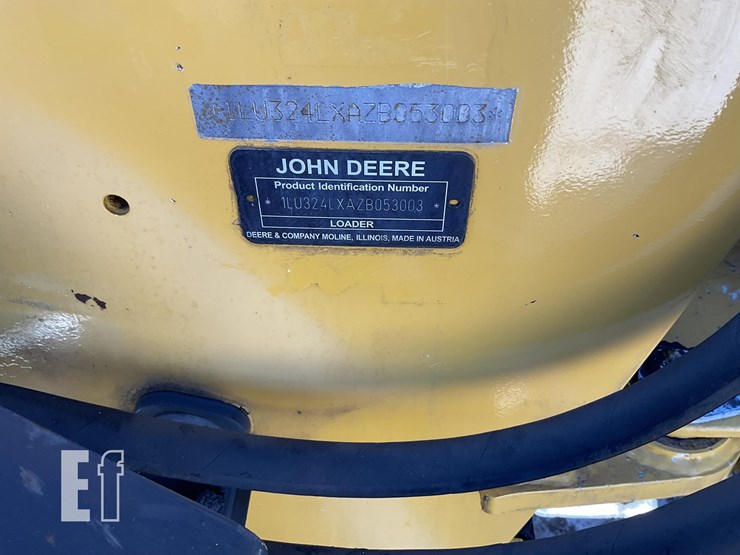 *1LU324LXAZB053003*
JOHN DEERE
Product Identification Number
* 1LU324LXAZB053003 *
LOADER
DEERE & COMPANY MOLINE, ILLINOIS, MADE IN AUSTRIA
Ef